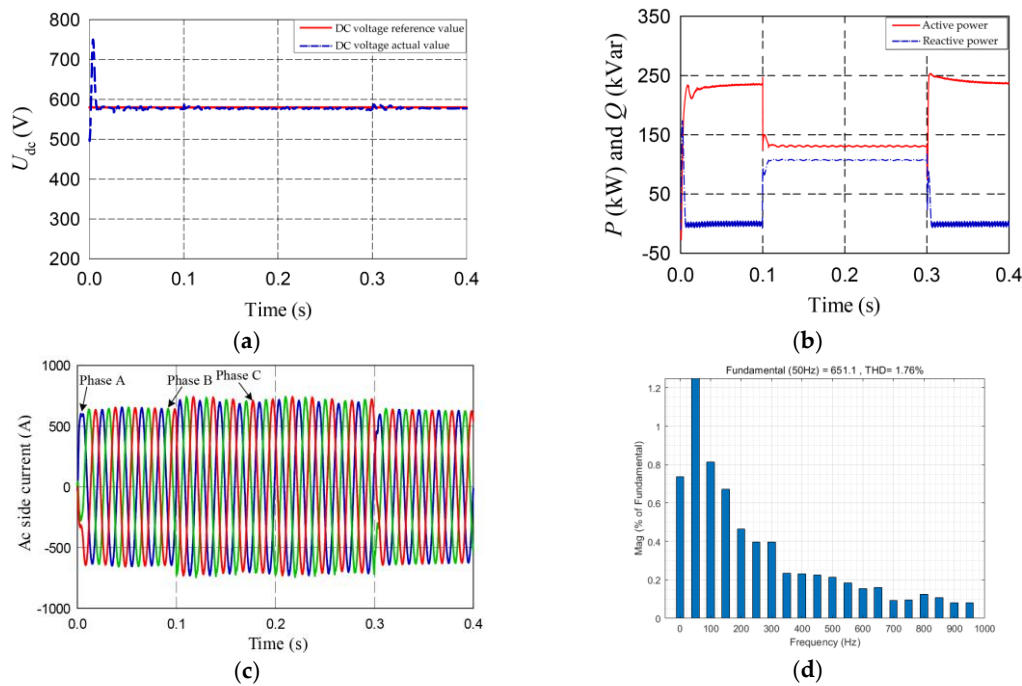 800
700
600
500
400
300
200
U_dc (V)
DC voltage reference value
DC voltage actual value
0.0 0.1 0.2 0.3 0.4
Time (s)
(a)
350
250
150
50
-50
P (kW) and Q (kVar)
Active power
Reactive power
0.0 0.1 0.2 0.3 0.4
Time (s)
(b)
1000
500
0
-500
-1000
Ac side current (A)
Phase A Phase B Phase C
0.0 0.1 0.2 0.3 0.4
Time (s)
(c)
Fundamental (50Hz) = 651.1 , THD= 1.76%
1.2
1
0.8
0.6
0.4
0.2
0
Mag (% of Fundamental)
0 100 200 300 400 500 600 700 800 900 1000
Frequency (Hz)
(d)